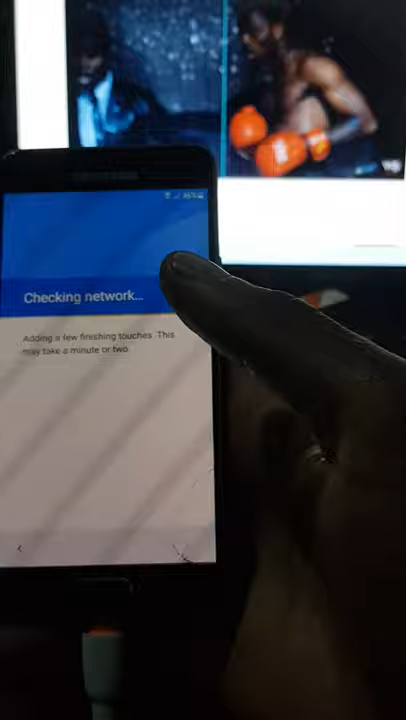 Checking network...
Adding a few finishing touches. This
may take a minute or two.